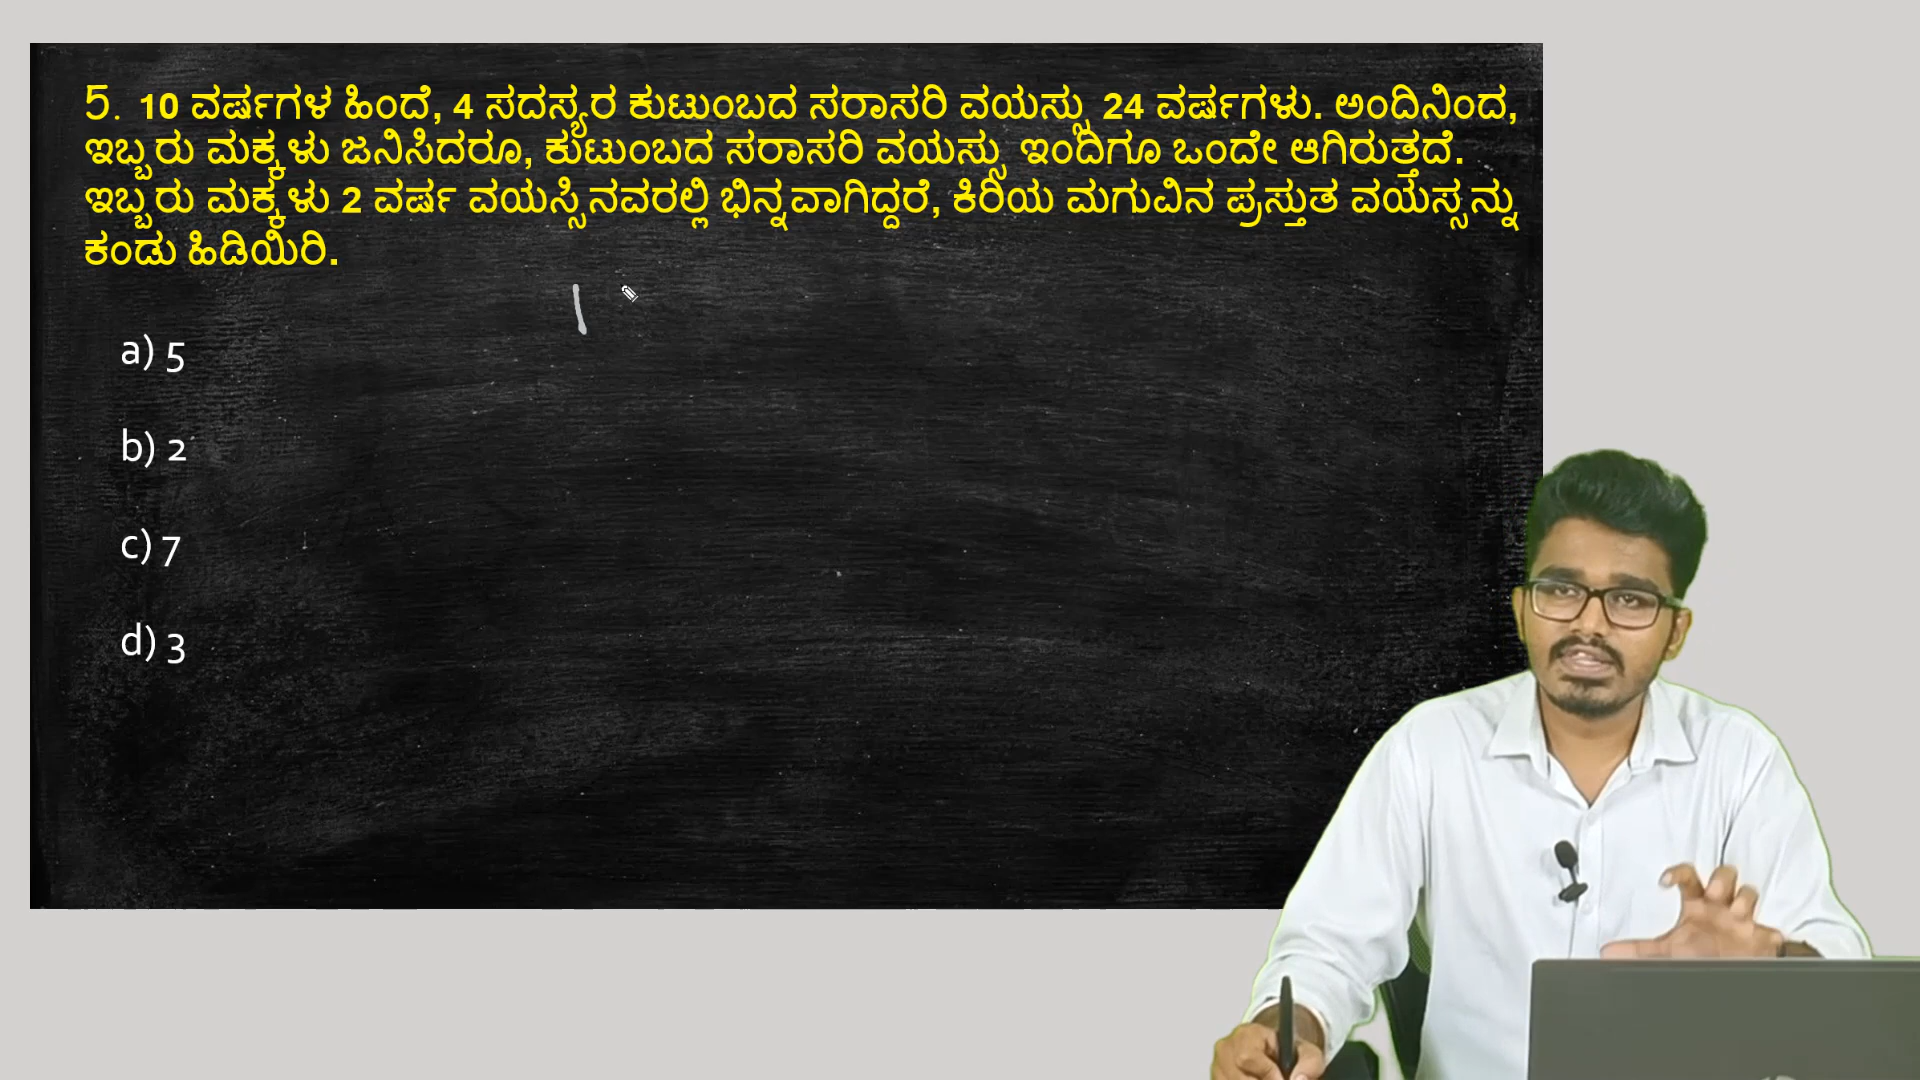 5. 10 ವರ್ಷಗಳ ಹಿಂದೆ, 4 ಸದಸ್ಯರ ಕುಟುಂಬದ ಸರಾಸರಿ ವಯಸ್ಸು 24 ವರ್ಷಗಳು. ಅಂದಿನಿಂದ,
ಇಬ್ಬರು ಮಕ್ಕಳು ಜನಿಸಿದರೂ, ಕುಟುಂಬದ ಸರಾಸರಿ ವಯಸ್ಸು ಇಂದಿಗೂ ಒಂದೇ ಆಗಿರುತ್ತದೆ.
ಇಬ್ಬರು ಮಕ್ಕಳು 2 ವರ್ಷ ವಯಸ್ಸಿನವರಲ್ಲಿ ಭಿನ್ನವಾಗಿದ್ದರೆ, ಕಿರಿಯ ಮಗುವಿನ ಪ್ರಸ್ತುತ ವಯಸ್ಸನ್ನು
ಕಂಡು ಹಿಡಿಯಿರಿ.
a) 5
b) 2
c) 7
d) 3